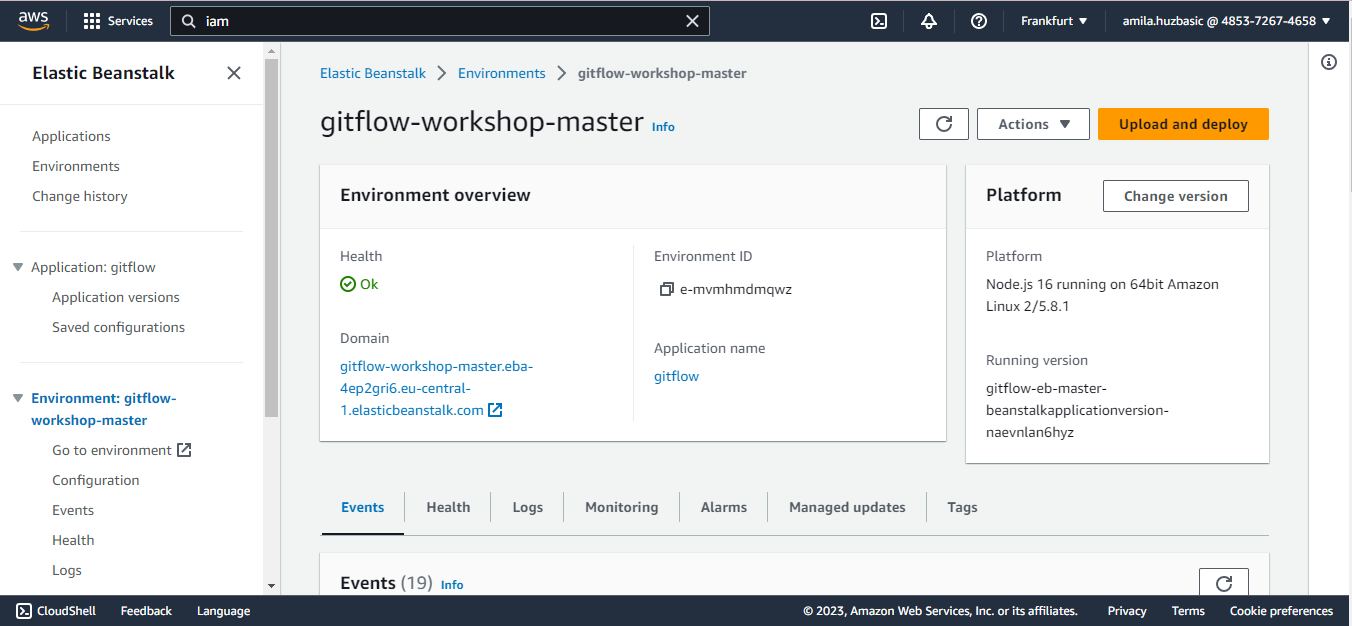 aws
Services
iam
Frankfurt
amila.huzbasic @ 4853-7267-4658
Elastic Beanstalk
Applications
Environments
Change history
Application: gitflow
Application versions
Saved configurations
Environment: gitflow-
workshop-master
Go to environment
Configuration
Events
Health
Logs
Elastic Beanstalk
Environments
gitflow-workshop-master
gitflow-workshop-master Info
Actions
Upload and deploy
Environment overview
Health
Ok
Domain
gitflow-workshop-master.eba-
4ep2gri6.eu-central-
1.elasticbeanstalk.com
Environment ID
e-mvmhmdmqwz
Application name
gitflow
Platform
Change version
Platform
Node.js 16 running on 64bit Amazon
Linux 2/5.8.1
Running version
gitflow-eb-master-
beanstalkapplicationversion-
naevnlan6hyz
Events
Health
Logs
Monitoring
Alarms
Managed updates
Tags
Events (19) Info
CloudShell
Feedback
Language
© 2023, Amazon Web Services, Inc. or its affiliates.
Privacy
Terms
Cookie preferences